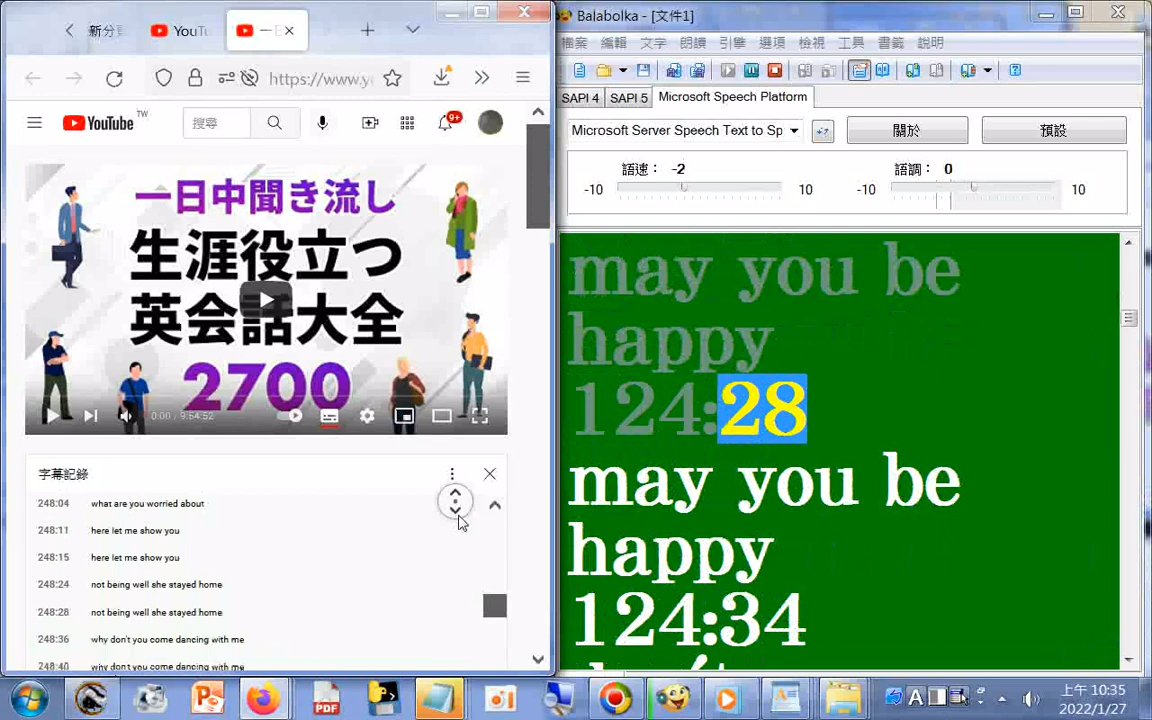 新分
YouTu
一E
https://www.y
YouTube TW
搜尋
9+
一日中聞き流し
生涯役立つ
英会話大全
2700
0:00 / 9:54:52
字幕記錄
248:04 what are you worried about
248:11 here let me show you
248:15 here let me show you
248:24 not being well she stayed home
248:28 not being well she stayed home
248:36 why don't you come dancing with me
248:40 why don't you come dancing with me
Balabolka - [文件1]
檔案 編輯 文字 朗讀 引擎 選項 檢視 工具 書籤 說明
SAPI 4 SAPI 5 Microsoft Speech Platform
Microsoft Server Speech Text to Sp
關於
預設
語速： -2
語調： 0
-10 10
-10 10
may you be
happy
124:28
may you be
happy
124:34
PDF
A
上午 10:35
2022/1/27